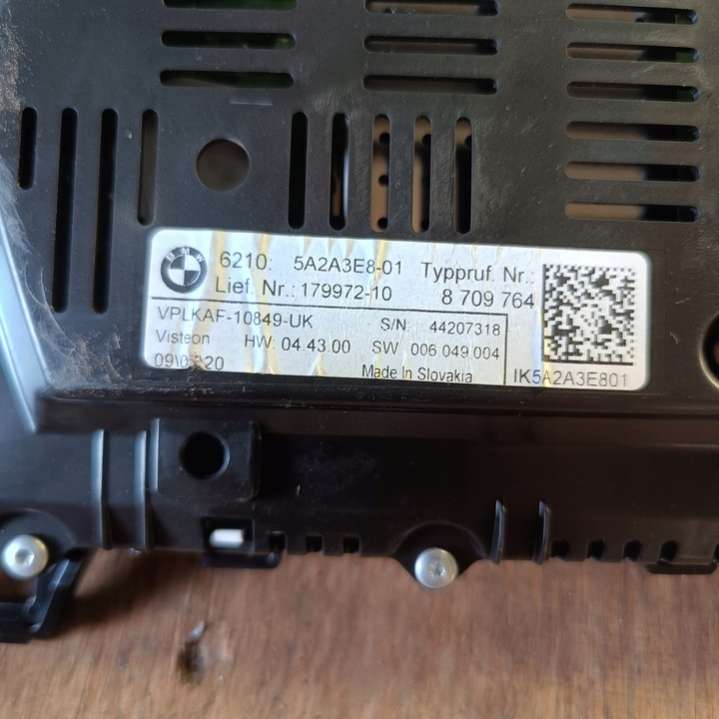 BMW
6210: 5A2A3E8-01 Typpruf. Nr.:
Lief. Nr.: 179972-10 8 709 764
VPLKAF-10849-UK S/N: 44207318
Visteon HW: 04.43.00 SW 006.049.004
Made In Slovakia IK5A2A3E801